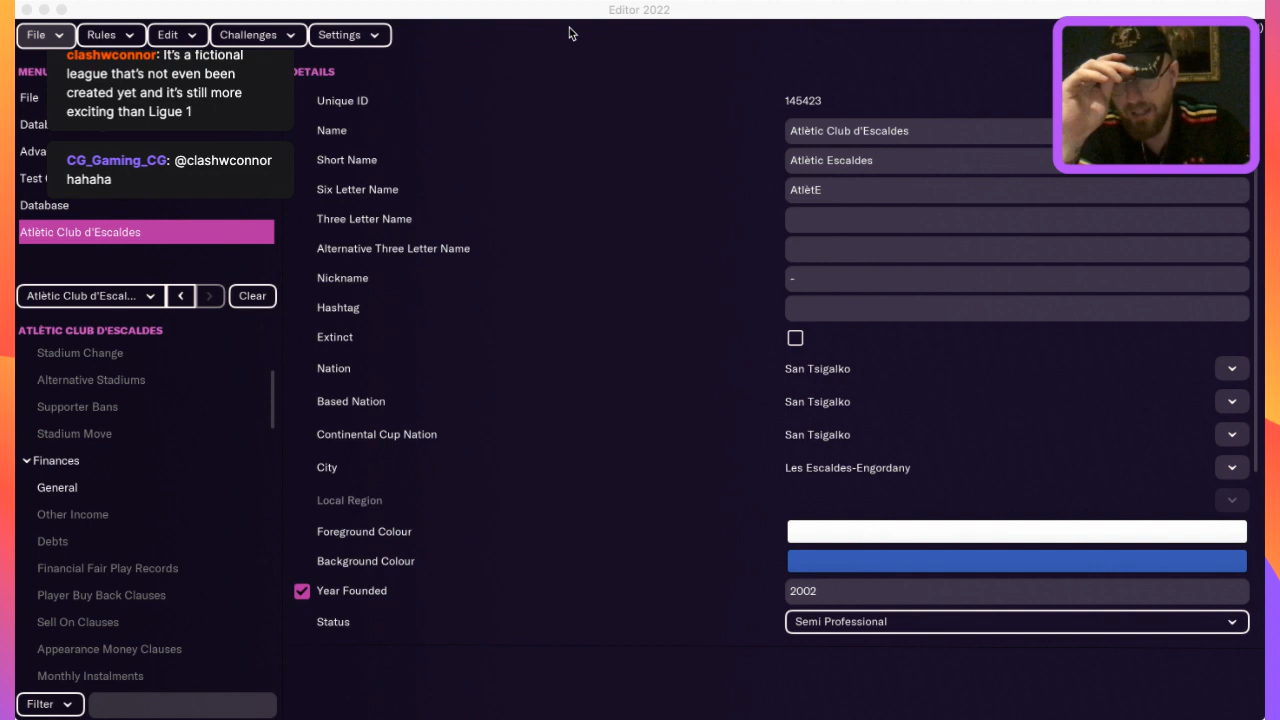 Editor 2022
File
Rules
Edit
Challenges
Settings
clashwconnor: It's a fictional
league that's not even been
created yet and it's still more
exciting than Ligue 1
CG_Gaming_CG: @clashwconnor
hahaha
MENU
File
Datab
Adva
Test
Database
Atlètic Club d'Escaldes
Atlètic Club d'Escal...
Clear
ATLÈTIC CLUB D'ESCALDES
Stadium Change
Alternative Stadiums
Supporter Bans
Stadium Move
Finances
General
Other Income
Debts
Financial Fair Play Records
Player Buy Back Clauses
Sell On Clauses
Appearance Money Clauses
Monthly Instalments
Filter
DETAILS
Unique ID 145423
Name Atlètic Club d'Escaldes
Short Name Atlètic Escaldes
Six Letter Name AtlètE
Three Letter Name
Alternative Three Letter Name
Nickname -
Hashtag
Extinct
Nation San Tsigalko
Based Nation San Tsigalko
Continental Cup Nation San Tsigalko
City Les Escaldes-Engordany
Local Region
Foreground Colour
Background Colour
Year Founded 2002
Status Semi Professional